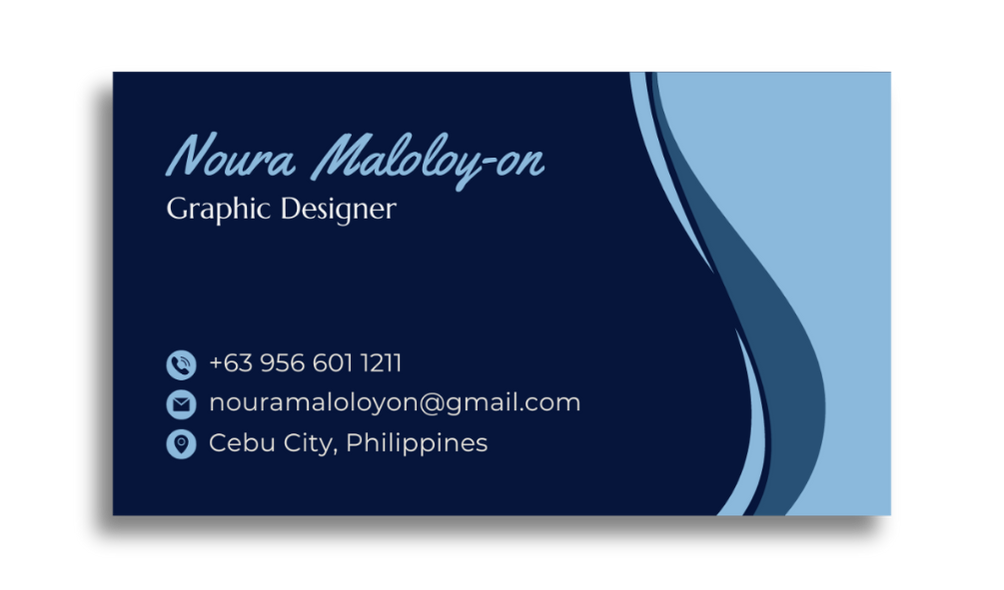 Noura Maloloy-on
Graphic Designer
+63 956 601 1211
nouramaloloyon@gmail.com
Cebu City, Philippines